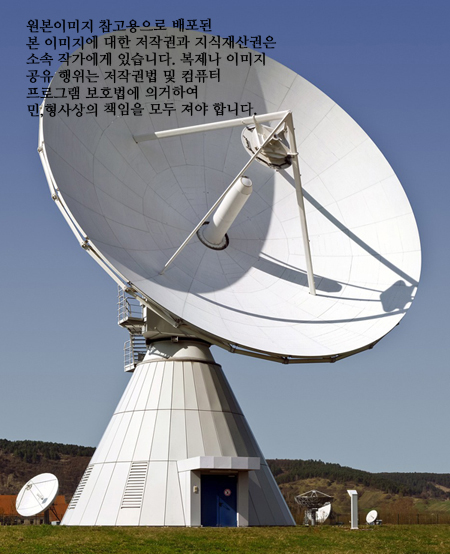 원본이미지 참고용으로 배포된
본 이미지에 대한 저작권과 지식재산권은
소속 작가에게 있습니다. 복제나 이미지
공유 행위는 저작권법 및 컴퓨터
프로그램 보호법에 의거하여
민.형사상의 책임을 모두 져야 합니다.